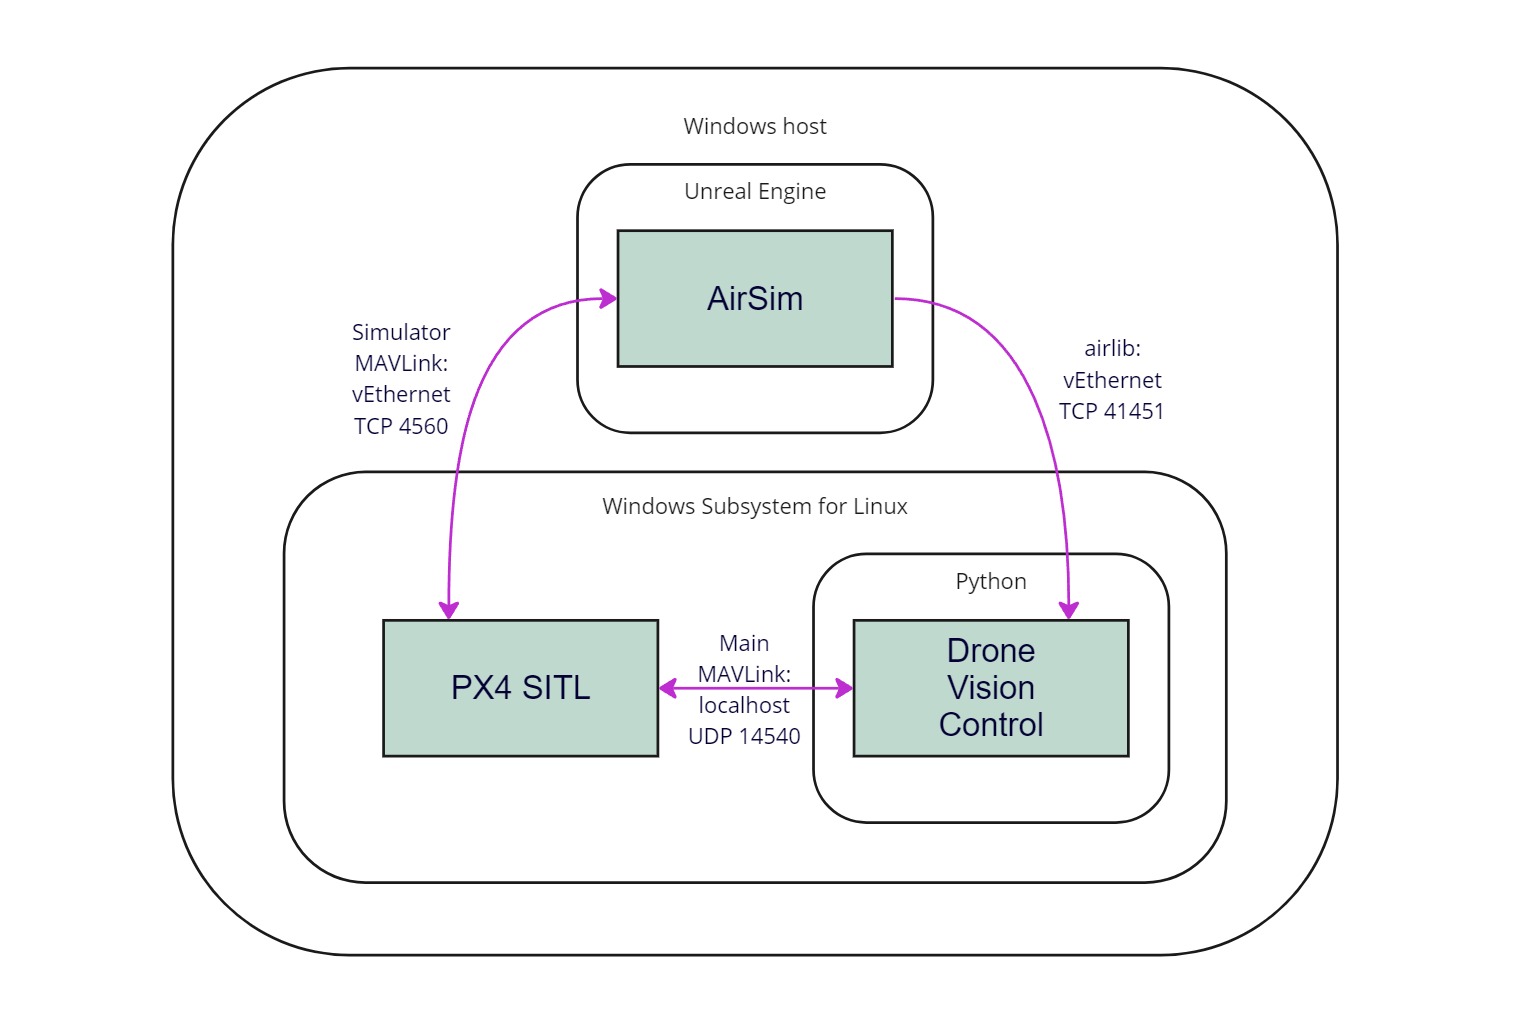 Windows host
Unreal Engine
AirSim
Simulator
MAVLink:
vEthernet
TCP 4560
airlib:
vEthernet
TCP 41451
Windows Subsystem for Linux
Python
PX4 SITL
Main
MAVLink:
localhost
UDP 14540
Drone
Vision
Control